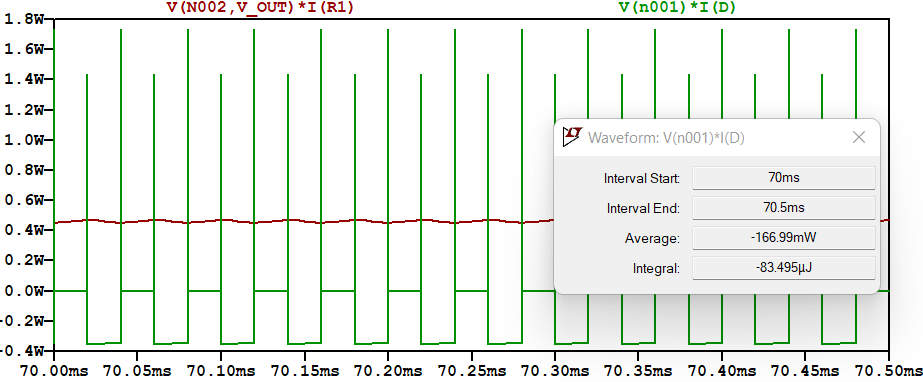 V(N002,V_OUT)*I(R1) V(n001)*I(D)
1.8W
1.6W
1.4W
1.2W
1.0W
0.8W
0.6W
0.4W
0.2W
0.0W
-0.2W
-0.4W
Waveform: V(n001)*I(D)
Interval Start: 70ms
Interval End: 70.5ms
Average: -166.99mW
Integral: -83.495µJ
70.00ms 70.05ms 70.10ms 70.15ms 70.20ms 70.25ms 70.30ms 70.35ms 70.40ms 70.45ms 70.50ms